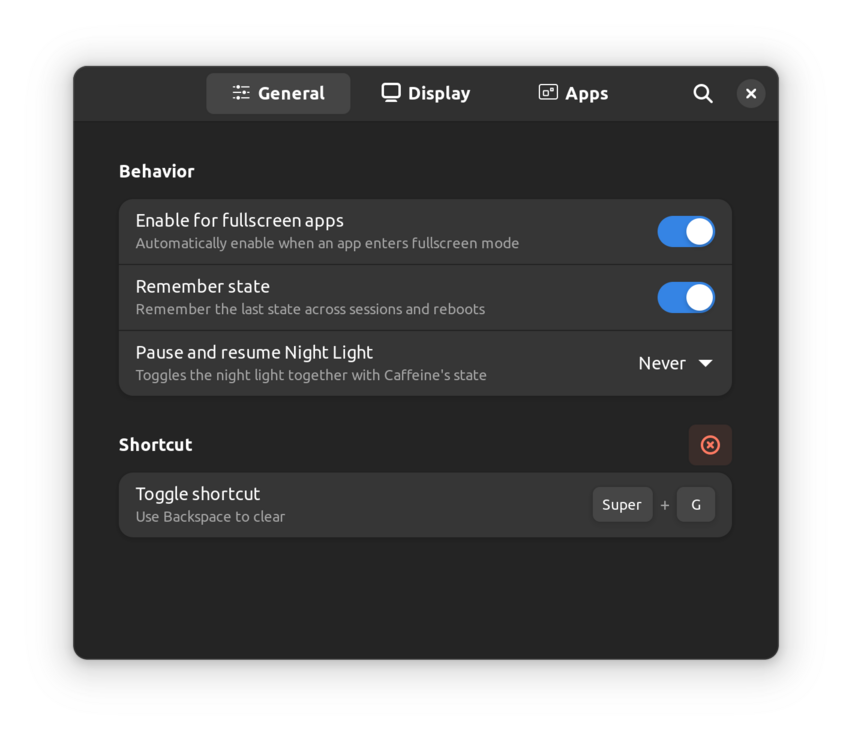 General
Display
Apps
Behavior
Enable for fullscreen apps
Automatically enable when an app enters fullscreen mode
Remember state
Remember the last state across sessions and reboots
Pause and resume Night Light
Toggles the night light together with Caffeine's state
Never
Shortcut
Toggle shortcut
Use Backspace to clear
Super + G